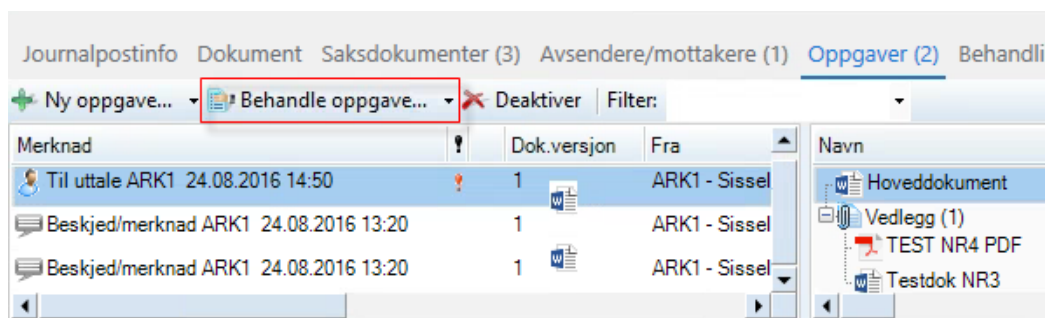 Journalpostinfo Dokument Saksdokumenter (3) Avsendere/mottakere (1) Oppgaver (2) Behandli
Ny oppgave... Behandle oppgave... Deaktiver Filter:
Merknad ! Dok.versjon Fra Navn
Til uttale ARK1 24.08.2016 14:50 ! 1 ARK1 - Sissel Hoveddokument
Beskjed/merknad ARK1 24.08.2016 13:20 1 ARK1 - Sissel Vedlegg (1)
TEST NR4 PDF
Beskjed/merknad ARK1 24.08.2016 13:20 1 ARK1 - Sissel Testdok NR3